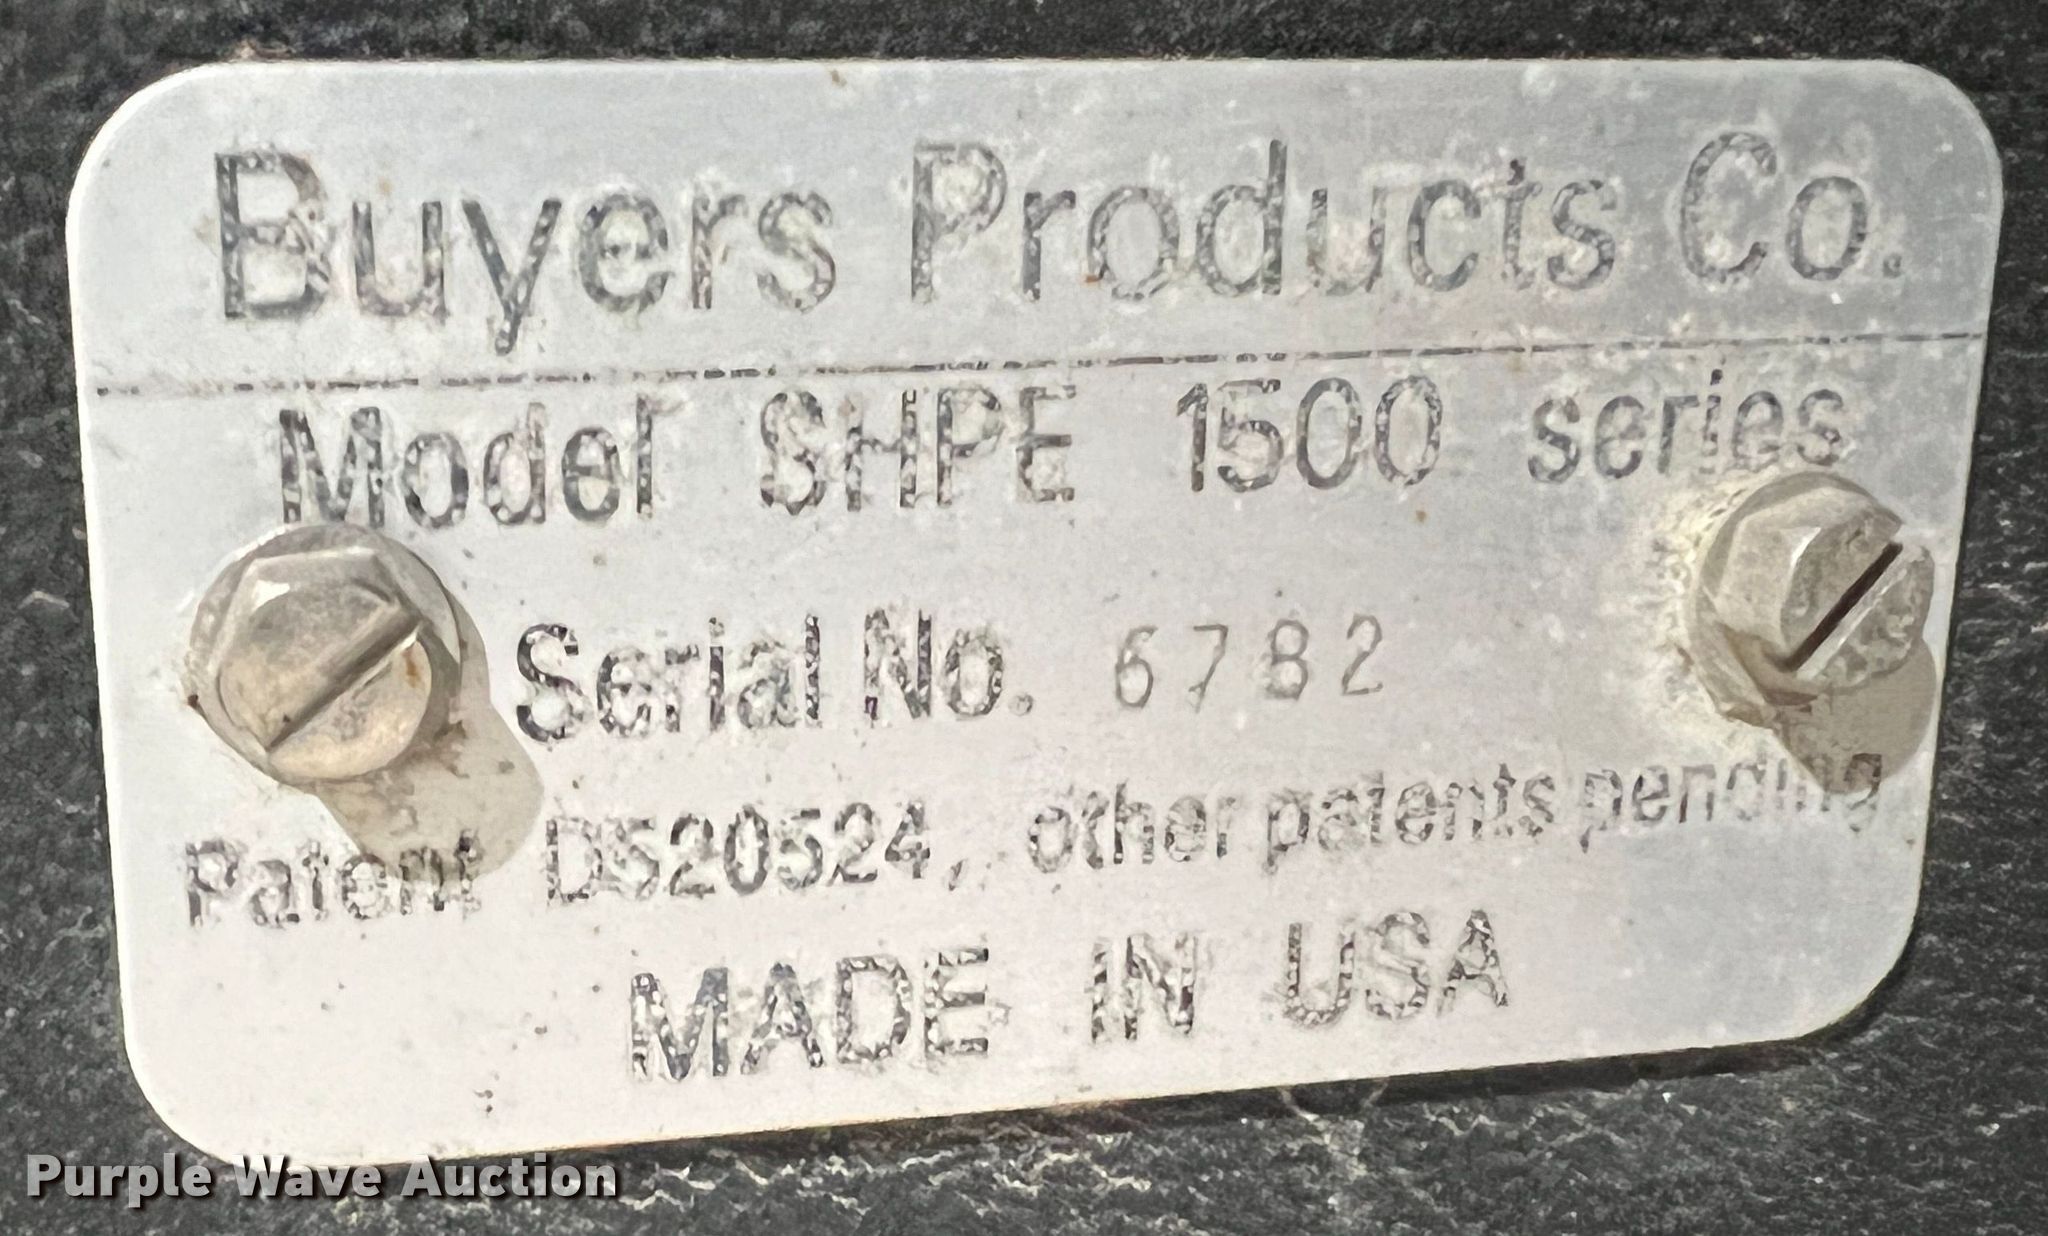 Buyers Products Co.
Model SHPE 1500 series
Serial No. 6782
Patent D520524, other patents pending
MADE IN USA
Purple Wave Auction